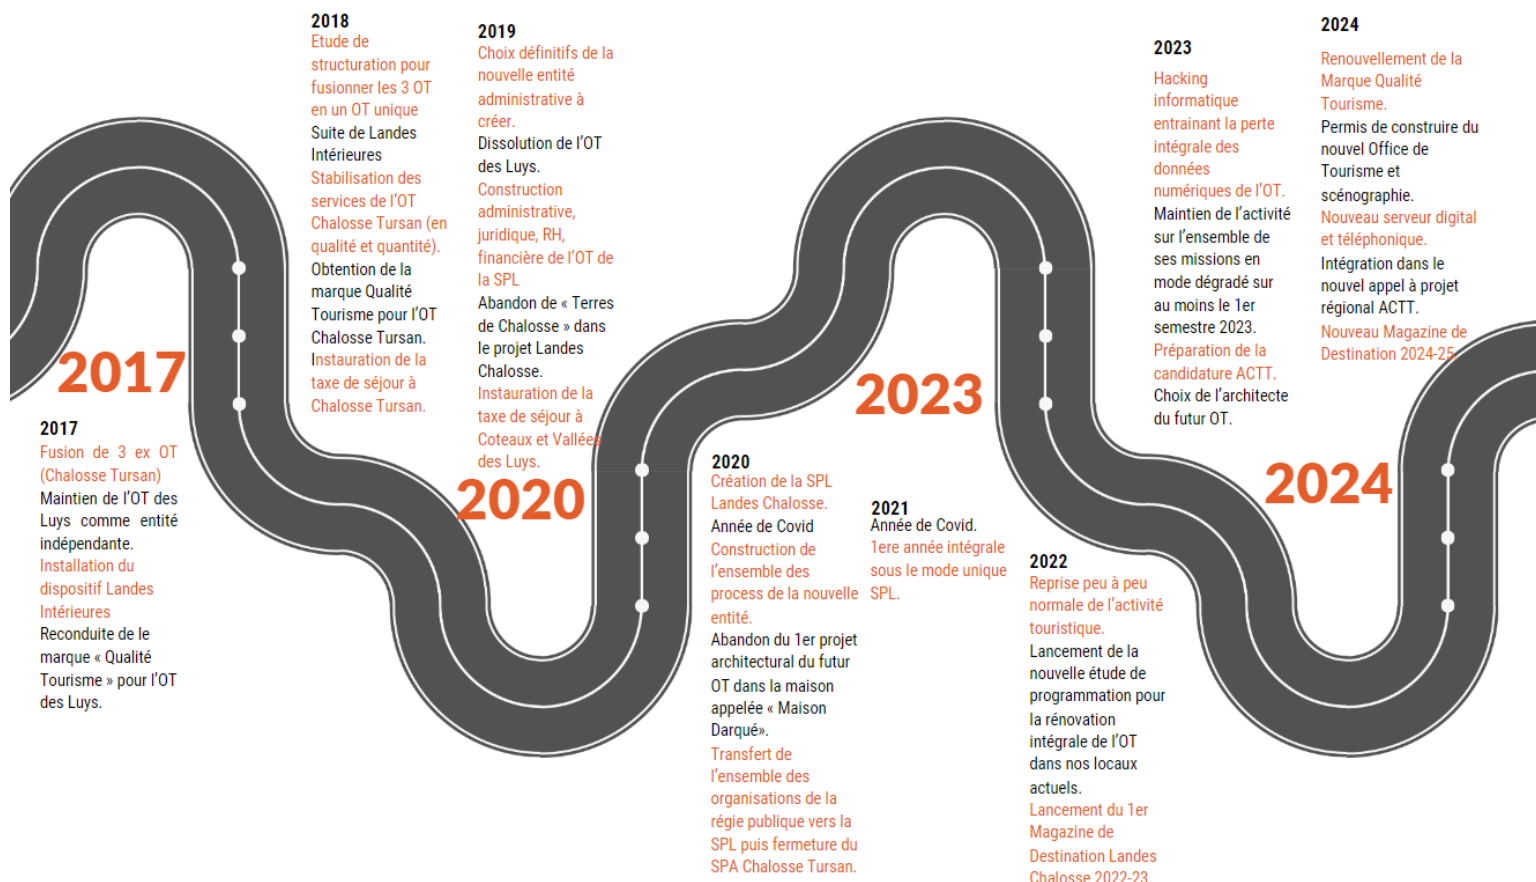 2017
2017
Fusion de 3 ex OT
(Chalosse Tursan)
Maintien de l'OT des
Luys comme entité
indépendante.
Installation du
dispositif Landes
Intérieures
Reconduite de le
marque « Qualité
Tourisme » pour l'OT
des Luys.
2018
Etude de
structuration pour
fusionner les 3 OT
en un OT unique
Suite de Landes
Intérieures
Stabilisation des
services de l'OT
Chalosse Tursan (en
qualité et quantité).
Obtention de la
marque Qualité
Tourisme pour l'OT
Chalosse Tursan.
Instauration de la
taxe de séjour à
Chalosse Tursan.
2019
Choix définitifs de la
nouvelle entité
administrative à
créer.
Dissolution de l'OT
des Luys.
Construction
administrative,
juridique, RH,
financière de l'OT de
la SPL
Abandon de « Terres
de Chalosse » dans
le projet Landes
Chalosse.
Instauration de la
taxe de séjour à
Coteaux et Vallées
des Luys.
2020
2020
Création de la SPL
Landes Chalosse.
Année de Covid
Construction de
l'ensemble des
process de la nouvelle
entité.
Abandon du 1er projet
architectural du futur
OT dans la maison
appelée « Maison
Darqué».
Transfert de
l'ensemble des
organisations de la
régie publique vers la
SPL puis fermeture du
SPA Chalosse Tursan.
2021
Année de Covid.
1ere année intégrale
sous le mode unique
SPL.
2022
Reprise peu à peu
normale de l'activité
touristique.
Lancement de la
nouvelle étude de
programmation pour
la rénovation
intégrale de l'OT
dans nos locaux
actuels.
Lancement du 1er
Magazine de
Destination Landes
Chalosse 2022-23
2023
2023
Hacking
informatique
entrainant la perte
intégrale des
données
numériques de l'OT.
Maintien de l'activité
sur l'ensemble de
ses missions en
mode dégradé sur
au moins le 1er
semestre 2023.
Préparation de la
candidature ACTT.
Choix de l'architecte
du futur OT.
2024
2024
Renouvellement de la
Marque Qualité
Tourisme.
Permis de construire du
nouvel Office de
Tourisme et
scénographie.
Nouveau serveur digital
et téléphonique.
Intégration dans le
nouvel appel à projet
régional ACTT.
Nouveau Magazine de
Destination 2024-25.